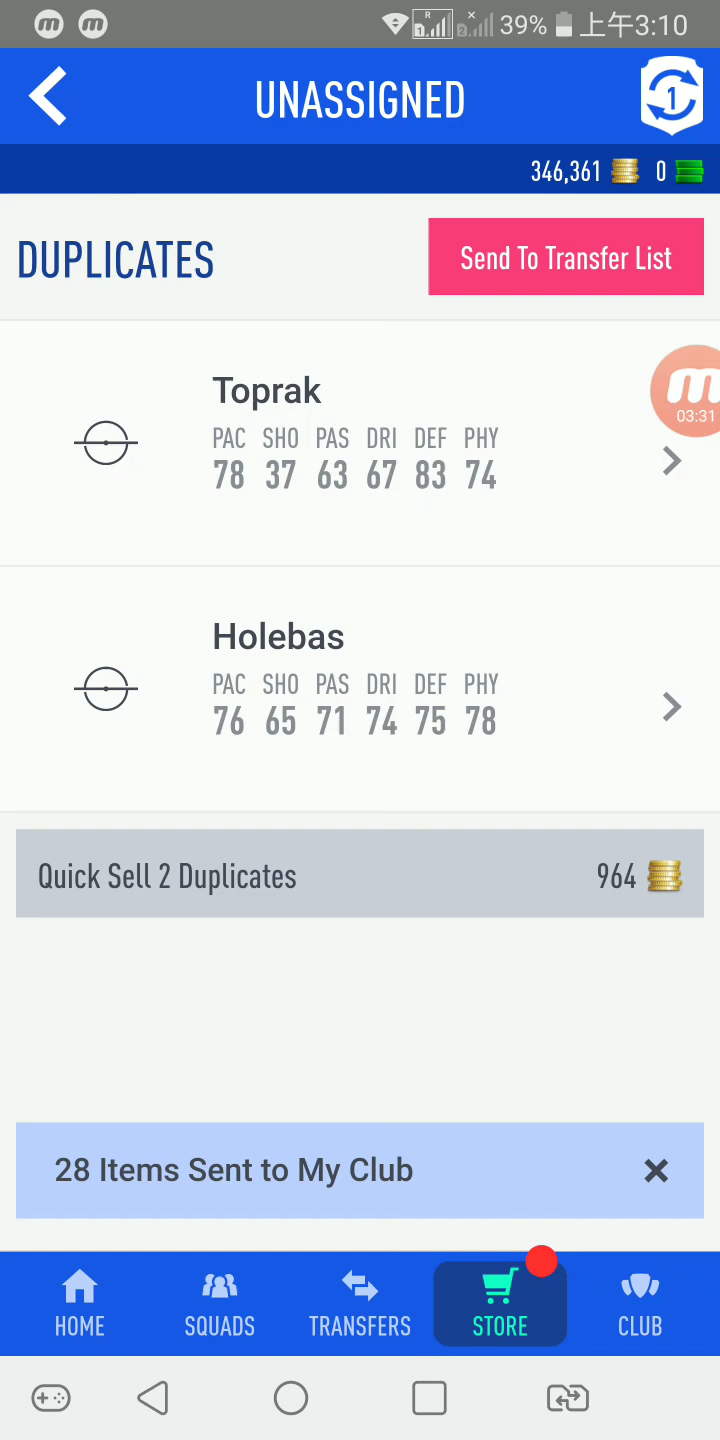 m m R 1 x 2 39% 上午3:10
UNASSIGNED 1
346,361 0
DUPLICATES
Send To Transfer List
Toprak
PAC SHO PAS DRI DEF PHY
78 37 63 67 83 74
m
03:31
Holebas
PAC SHO PAS DRI DEF PHY
76 65 71 74 75 78
Quick Sell 2 Duplicates 964
28 Items Sent to My Club
HOME SQUADS TRANSFERS STORE CLUB